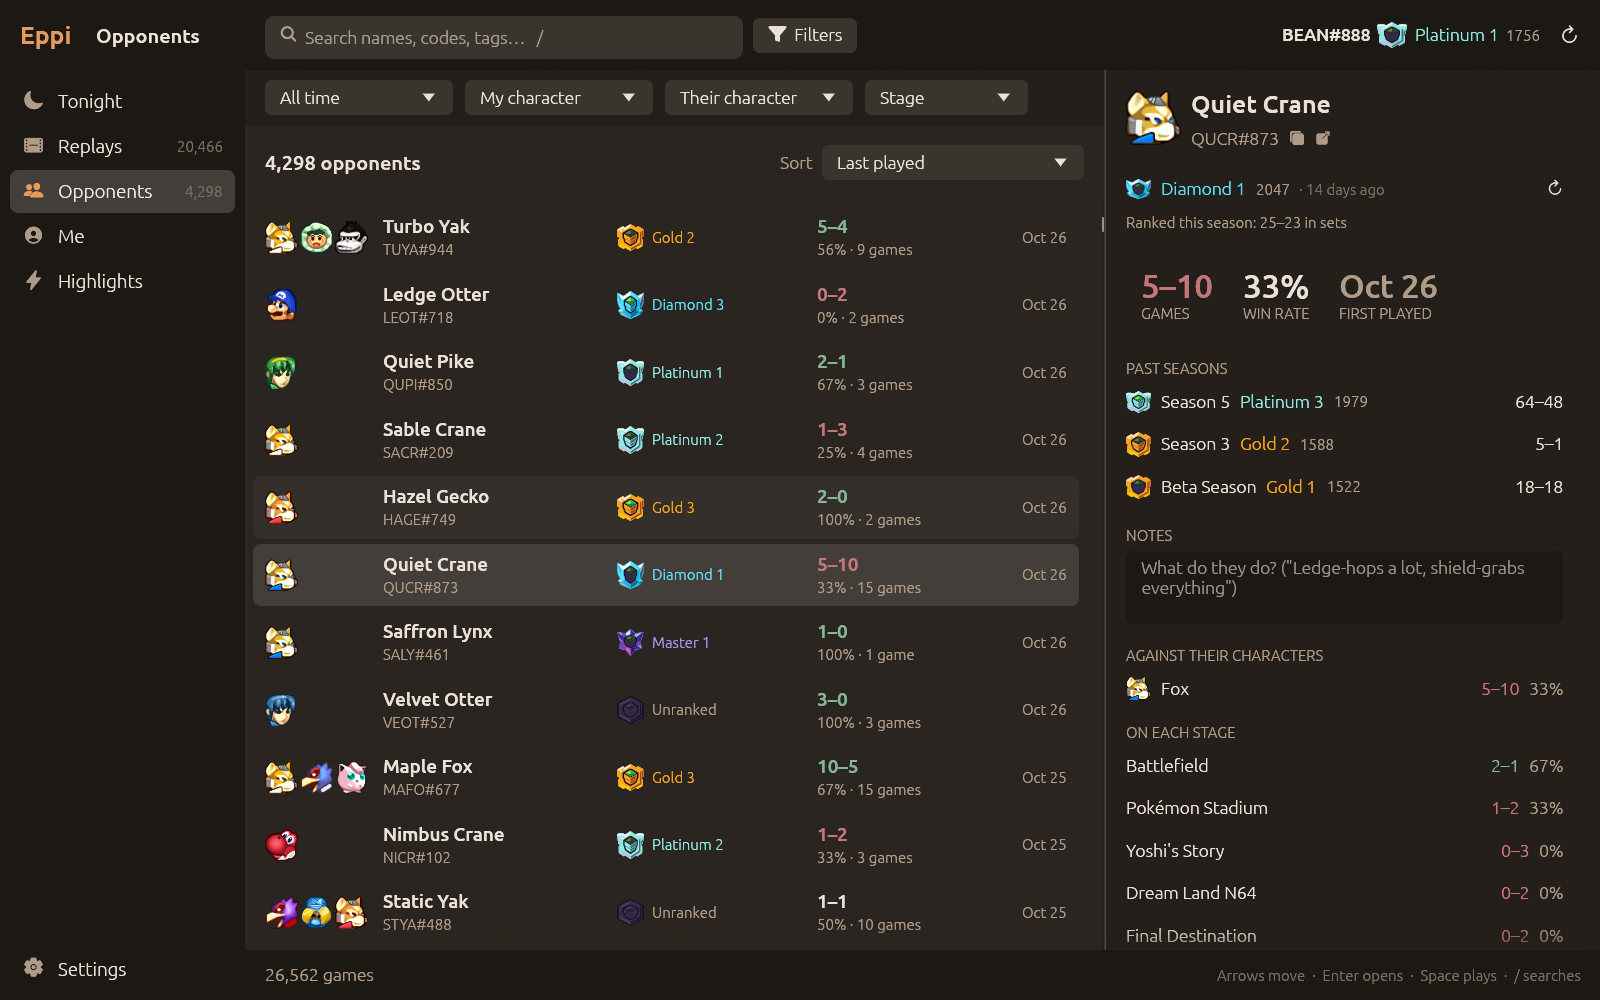 Eppi
Opponents
Search names, codes, tags... /
Filters
BEAN#888 Platinum 1 1756
Tonight
Replays 20,466
Opponents 4,298
Me
Highlights
Settings
All time
My character
Their character
Stage
4,298 opponents
Sort Last played
Turbo Yak
TUYA#944
Gold 2
5–4
56% · 9 games
Oct 26
Ledge Otter
LEOT#718
Diamond 3
0–2
0% · 2 games
Oct 26
Quiet Pike
QUPI#850
Platinum 1
2–1
67% · 3 games
Oct 26
Sable Crane
SACR#209
Platinum 2
1–3
25% · 4 games
Oct 26
Hazel Gecko
HAGE#749
Gold 3
2–0
100% · 2 games
Oct 26
Quiet Crane
QUCR#873
Diamond 1
5–10
33% · 15 games
Oct 26
Saffron Lynx
SALY#461
Master 1
1–0
100% · 1 game
Oct 26
Velvet Otter
VEOT#527
Unranked
3–0
100% · 3 games
Oct 26
Maple Fox
MAFO#677
Gold 3
10–5
67% · 15 games
Oct 25
Nimbus Crane
NICR#102
Platinum 2
1–2
33% · 3 games
Oct 25
Static Yak
STYA#488
Unranked
1–1
50% · 10 games
Oct 25
26,562 games
Quiet Crane
QUCR#873
Diamond 1 2047 · 14 days ago
Ranked this season: 25–23 in sets
5–10
GAMES
33%
WIN RATE
Oct 26
FIRST PLAYED
PAST SEASONS
Season 5 Platinum 3 1979 64–48
Season 3 Gold 2 1588 5–1
Beta Season Gold 1 1522 18–18
NOTES
What do they do? ("Ledge-hops a lot, shield-grabs
everything")
AGAINST THEIR CHARACTERS
Fox 5–10 33%
ON EACH STAGE
Battlefield 2–1 67%
Pokémon Stadium 1–2 33%
Yoshi's Story 0–3 0%
Dream Land N64 0–2 0%
Final Destination 0–2 0%
Arrows move · Enter opens · Space plays · / searches